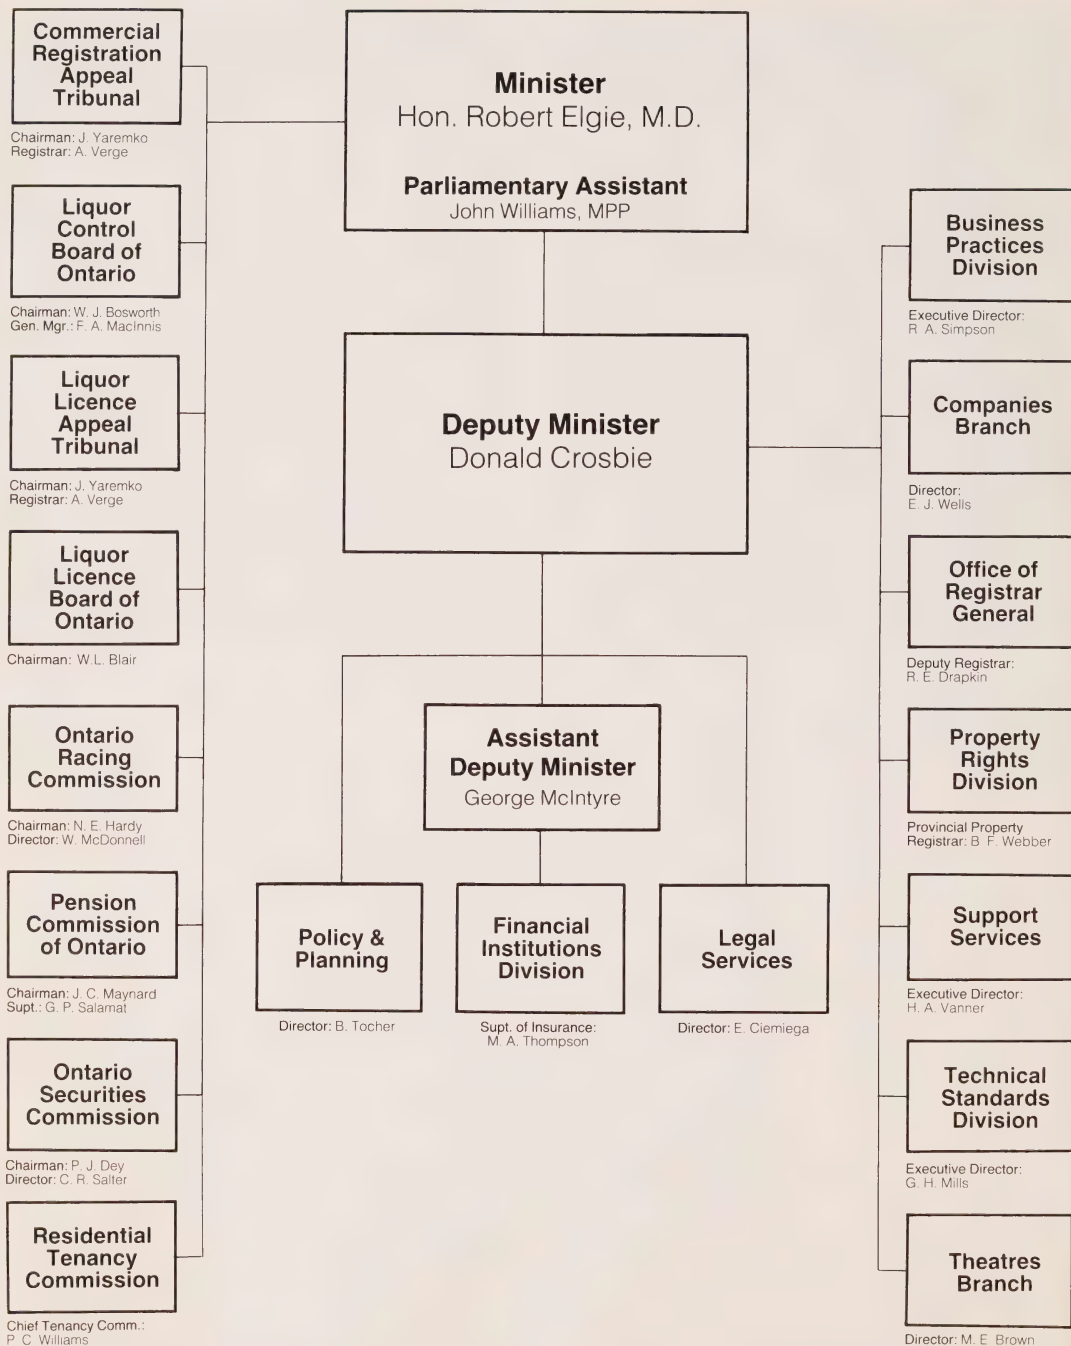 Commercial
Registration
Appeal
Tribunal
Chairman: J. Yaremko
Registrar: A. Verge
Liquor
Control
Board of
Ontario
Chairman: W. J. Bosworth
Gen. Mgr.: F. A. MacInnis
Liquor
Licence
Appeal
Tribunal
Chairman: J. Yaremko
Registrar: A. Verge
Liquor
Licence
Board of
Ontario
Chairman: W.L. Blair
Ontario
Racing
Commission
Chairman: N. E. Hardy
Director: W. McDonnell
Pension
Commission
of Ontario
Chairman: J. C. Maynard
Supt.: G. P. Salamat
Ontario
Securities
Commission
Chairman: P. J. Dey
Director: C. R. Salter
Residential
Tenancy
Commission
Chief Tenancy Comm.:
P. C. Williams
Minister
Hon. Robert Elgie, M.D.
Parliamentary Assistant
John Williams, MPP
Deputy Minister
Donald Crosbie
Assistant
Deputy Minister
George McIntyre
Policy &
Planning
Director: B. Tocher
Financial
Institutions
Division
Supt. of Insurance:
M. A. Thompson
Legal
Services
Director: E. Ciemiega
Business
Practices
Division
Executive Director:
R. A. Simpson
Companies
Branch
Director:
E. J. Wells
Office of
Registrar
General
Deputy Registrar:
R. E. Drapkin
Property
Rights
Division
Provincial Property
Registrar: B. F. Webber
Support
Services
Executive Director:
H. A. Vanner
Technical
Standards
Division
Executive Director:
G. H. Mills
Theatres
Branch
Director: M. E. Brown